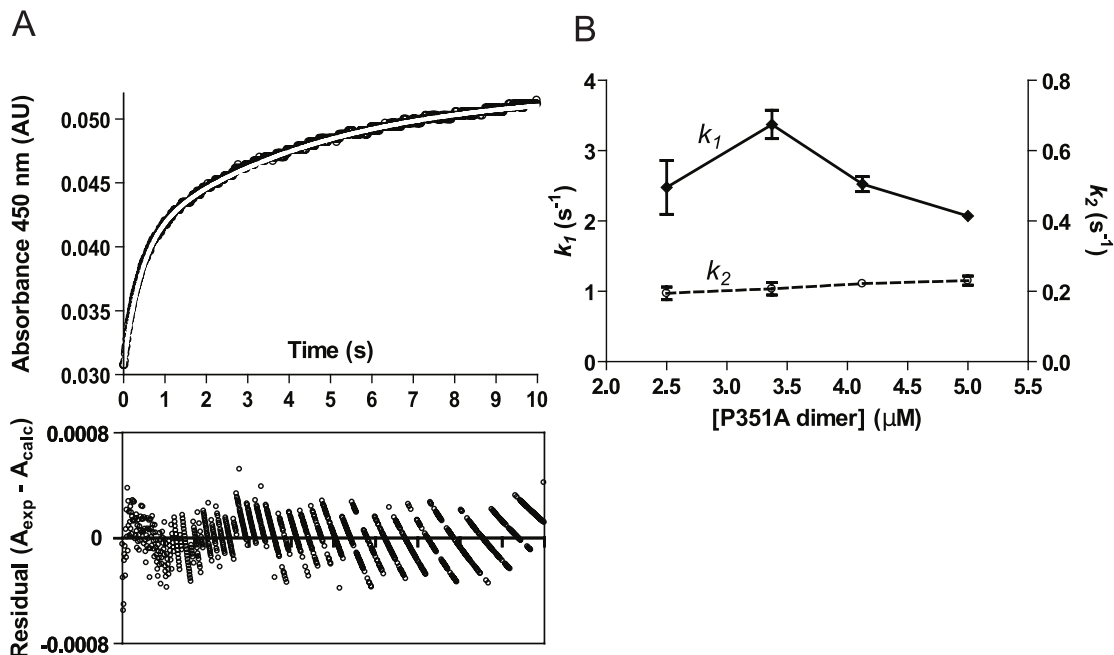 A
Absorbance 450 nm (AU)
0.050
0.045
0.040
0.035
0.030
Time (s)
0 1 2 3 4 5 6 7 8 9 10
Residual (A_exp - A_calc)
0.0008
0
-0.0008
B
k₁ (s⁻¹)
4
3
2
1
0
k₁
k₂
k₂ (s⁻¹)
0.8
0.6
0.4
0.2
0.0
2.0 2.5 3.0 3.5 4.0 4.5 5.0 5.5
[P351A dimer] (μM)